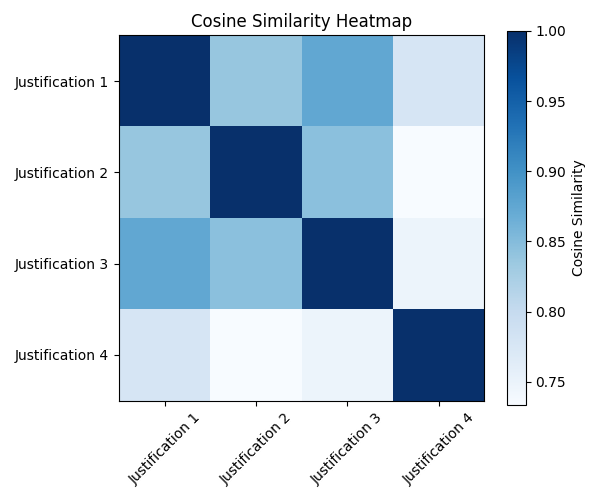 Cosine Similarity Heatmap
Justification 1
Justification 2
Justification 3
Justification 4
Justification 1
Justification 2
Justification 3
Justification 4
1.00
0.95
0.90
0.85
0.80
0.75
Cosine Similarity